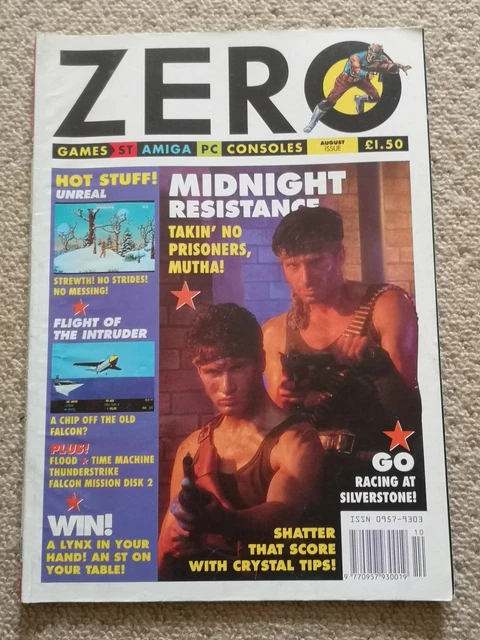 ZERO
GAMES ST AMIGA PC CONSOLES
AUGUST
ISSUE
£1.50
HOT STUFF!
UNREAL
STREWTH! NO STRIDES!
NO MESSING!
FLIGHT OF
THE INTRUDER
A CHIP OFF THE OLD
FALCON?
PLUS!
FLOOD ★ TIME MACHINE
THUNDERSTRIKE
FALCON MISSION DISK 2
WIN!
A LYNX IN YOUR
HAND! AN ST ON
YOUR TABLE!
MIDNIGHT
RESISTANCE
TAKIN' NO
PRISONERS,
MUTHA!
GO
RACING AT
SILVERSTONE!
SHATTER
THAT SCORE
WITH CRYSTAL TIPS!
ISSN 0957-9303
10
9 770957 930019